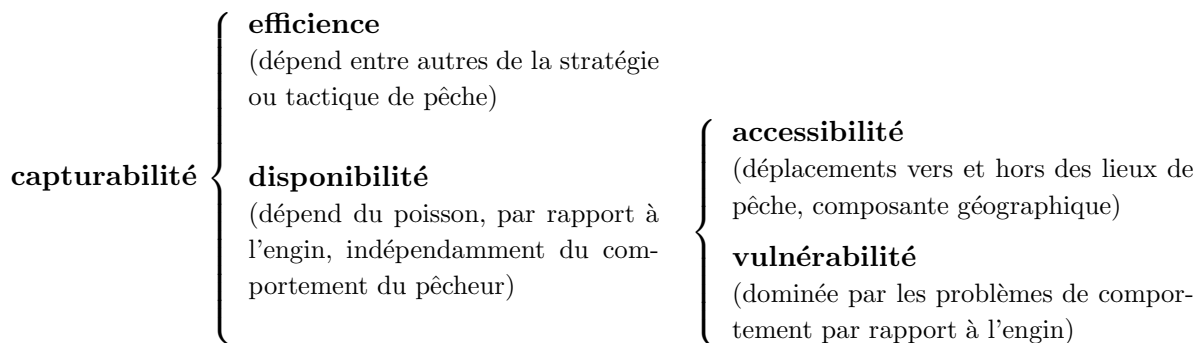 capturabilité
efficience
(dépend entre autres de la stratégie
ou tactique de pêche)
disponibilité
(dépend du poisson, par rapport à
l'engin, indépendamment du com-
portement du pêcheur)
accessibilité
(déplacements vers et hors des lieux de
pêche, composante géographique)
vulnérabilité
(dominée par les problèmes de compor-
tement par rapport à l'engin)